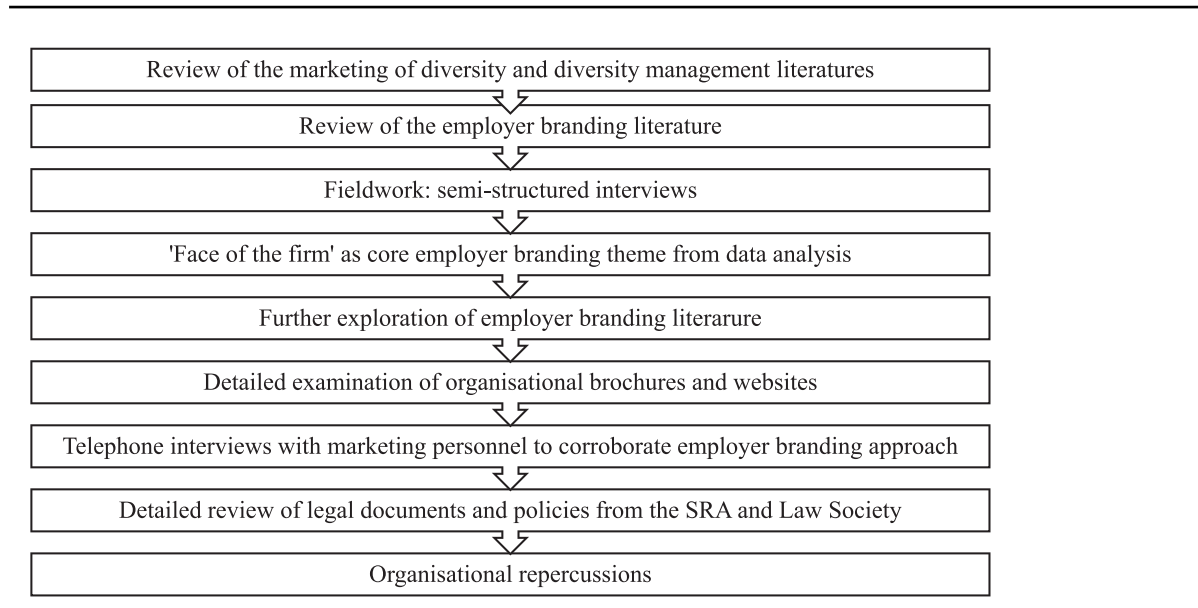 Review of the marketing of diversity and diversity management literatures
Review of the employer branding literature
Fieldwork: semi-structured interviews
'Face of the firm' as core employer branding theme from data analysis
Further exploration of employer branding literarure
Detailed examination of organisational brochures and websites
Telephone interviews with marketing personnel to corroborate employer branding approach
Detailed review of legal documents and policies from the SRA and Law Society
Organisational repercussions